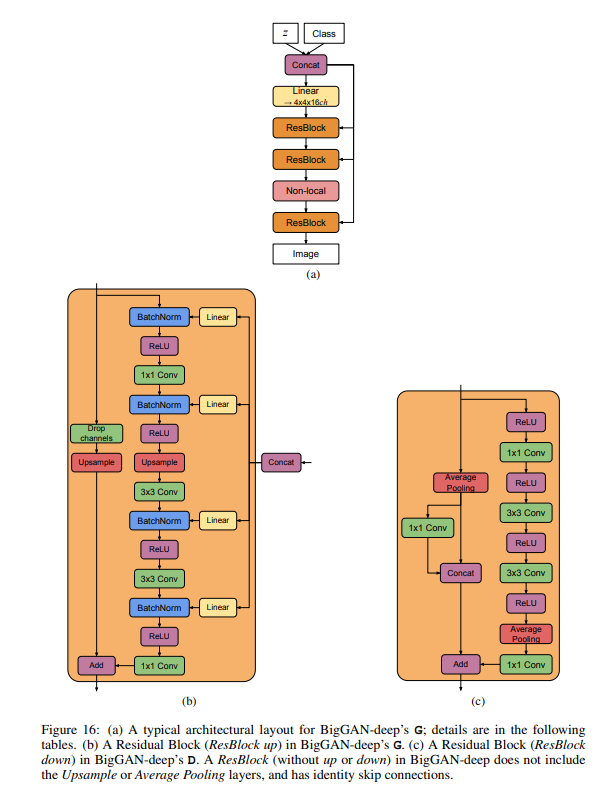 z
Class
Concat
Linear
→ 4x4x16ch
ResBlock
ResBlock
Non-local
ResBlock
Image
(a)
BatchNorm
Linear
ReLU
1x1 Conv
BatchNorm
Linear
Drop
channels
ReLU
Upsample
Upsample
Concat
3x3 Conv
BatchNorm
Linear
ReLU
3x3 Conv
BatchNorm
Linear
ReLU
Add
1x1 Conv
(b)
ReLU
1x1 Conv
Average
Pooling
ReLU
1x1 Conv
3x3 Conv
ReLU
Concat
3x3 Conv
ReLU
Average
Pooling
Add
1x1 Conv
(c)
Figure 16: (a) A typical architectural layout for BigGAN-deep's G; details are in the following
tables. (b) A Residual Block (ResBlock up) in BigGAN-deep's G. (c) A Residual Block (ResBlock
down) in BigGAN-deep's D. A ResBlock (without up or down) in BigGAN-deep does not include
the Upsample or Average Pooling layers, and has identity skip connections.